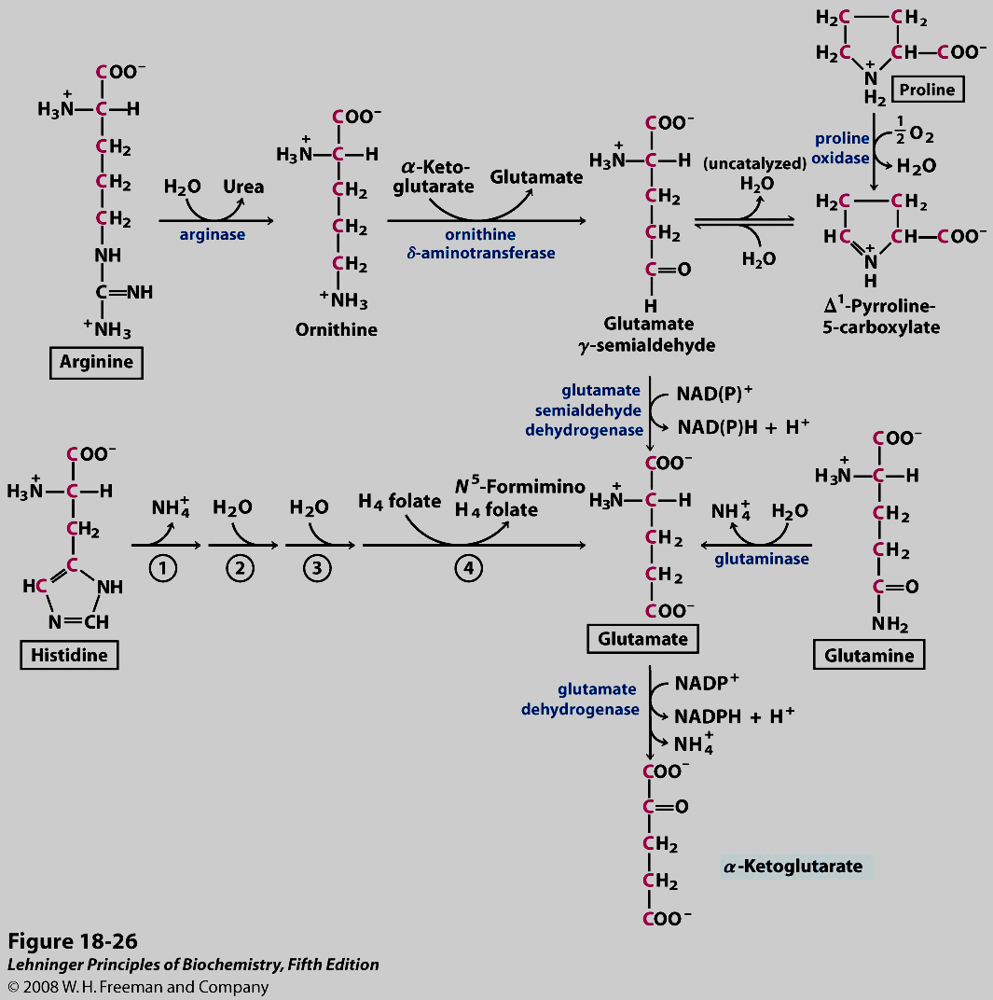 H₂C CH₂
H₂C CH—COO⁻
+
N
H₂
Proline
COO⁻
H₃N⁺—C—H
CH₂
CH₂
CH₂
NH
C=NH
⁺NH₃
Arginine
H₂O Urea
arginase
COO⁻
H₃N⁺—C—H
CH₂
CH₂
CH₂
⁺NH₃
Ornithine
α-Keto-
glutarate
Glutamate
ornithine
δ-aminotransferase
COO⁻
H₃N⁺—C—H
CH₂
CH₂
C=O
H
Glutamate
γ-semialdehyde
(uncatalyzed)
H₂O
H₂O
proline
oxidase
½ O₂
H₂O
H₂C CH₂
HC CH—COO⁻
+
N
H
Δ¹-Pyrroline-
5-carboxylate
glutamate
semialdehyde
dehydrogenase
NAD(P)⁺
NAD(P)H + H⁺
COO⁻
H₃N⁺—C—H
CH₂
C
HC NH
N=CH
Histidine
NH₄⁺
①
H₂O
②
H₂O
③
H₄ folate
N⁵-Formimino
H₄ folate
④
COO⁻
H₃N⁺—C—H
CH₂
CH₂
COO⁻
Glutamate
NH₄⁺ H₂O
glutaminase
COO⁻
H₃N⁺—C—H
CH₂
CH₂
C=O
NH₂
Glutamine
glutamate
dehydrogenase
NADP⁺
NADPH + H⁺
NH₄⁺
COO⁻
C=O
CH₂
CH₂
COO⁻
α-Ketoglutarate
Figure 18-26
Lehninger Principles of Biochemistry, Fifth Edition
© 2008 W. H. Freeman and Company